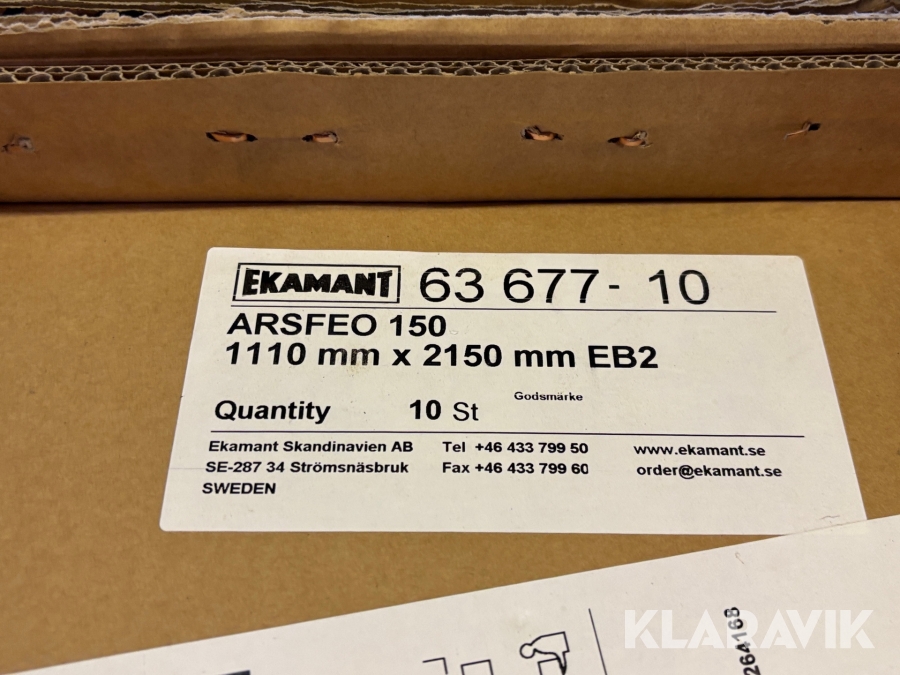 EKAMANT 63 677- 10
ARSFEO 150
1110 mm x 2150 mm EB2
Godsmärke
Quantity 10 St
Ekamant Skandinavien AB Tel +46 433 799 50 www.ekamant.se
SE-287 34 Strömsnäsbruk Fax +46 433 799 60 order@ekamant.se
SWEDEN
KLARAVIK
264168